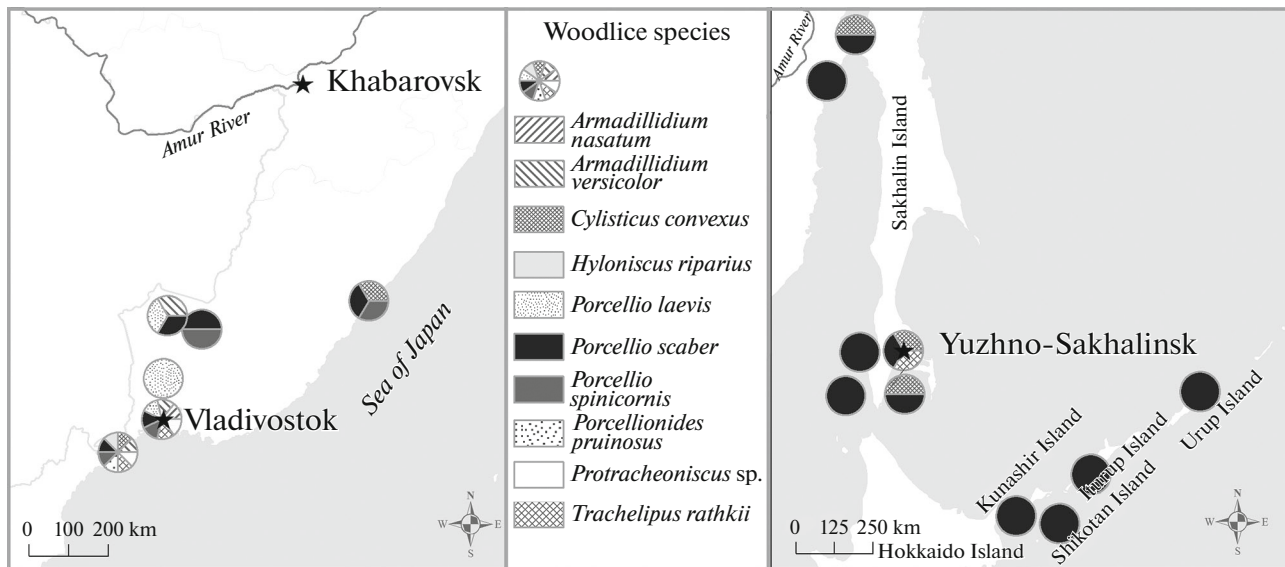 Khabarovsk
Amur River
Sea of Japan
Vladivostok
0 100 200 km
N
W E
S
Woodlice species
Armadillidium
nasatum
Armadillidium
versicolor
Cylisticus convexus
Hyloniscus riparius
Porcellio laevis
Porcellio scaber
Porcellio
spinicornis
Porcellionides
pruinosus
Protracheoniscus sp.
Trachelipus rathkii
Amur River
Sakhalin Island
Yuzhno-Sakhalinsk
Urup Island
Kunashir Island
Island
Shikotan Island
0 125 250 km
Hokkaido Island
N
W E
S